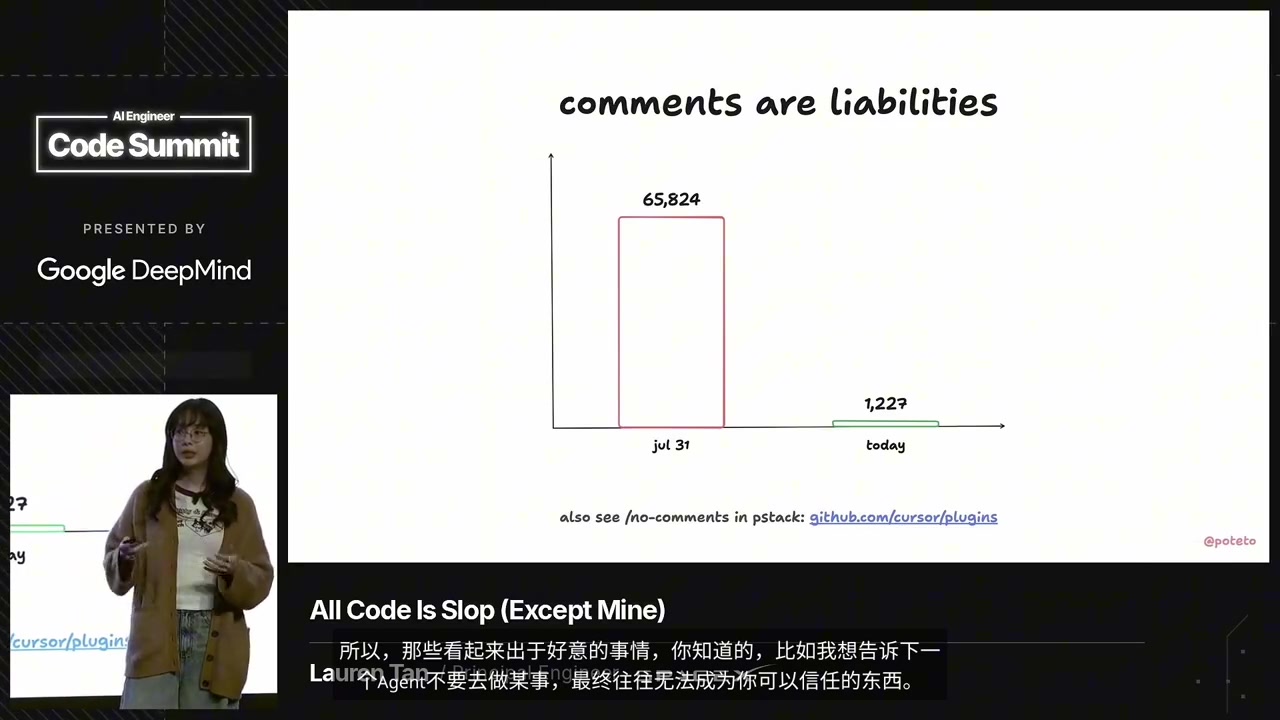 AI Engineer
Code Summit
PRESENTED BY
Google DeepMind
comments are liabilities
65,824
1,227
jul 31
today
also see /no-comments in pstack: github.com/cursor/plugins
@poteto
27
ay
/cursor/plugins
All Code Is Slop (Except Mine)
Lauren Tan / Principal Engineer
所以，那些看起来出于好意的事情，你知道的，比如我想告诉下一
个Agent不要去做某事，最终往往无法成为你可以信任的东西。